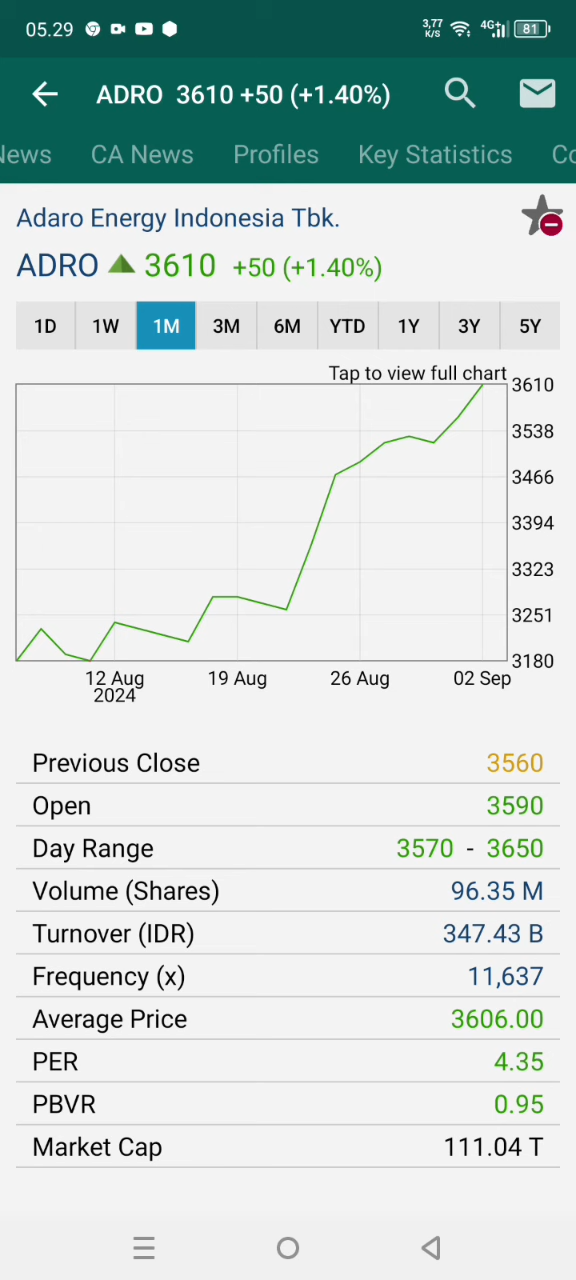 05.29 3,77 K/S 4G+ 81
ADRO 3610 +50 (+1.40%)
News CA News Profiles Key Statistics Co
Adaro Energy Indonesia Tbk.
ADRO 3610 +50 (+1.40%)
1D 1W 1M 3M 6M YTD 1Y 3Y 5Y
Tap to view full chart
3610
3538
3466
3394
3323
3251
3180
12 Aug 19 Aug 26 Aug 02 Sep
2024
Previous Close 3560
Open 3590
Day Range 3570 - 3650
Volume (Shares) 96.35 M
Turnover (IDR) 347.43 B
Frequency (x) 11,637
Average Price 3606.00
PER 4.35
PBVR 0.95
Market Cap 111.04 T